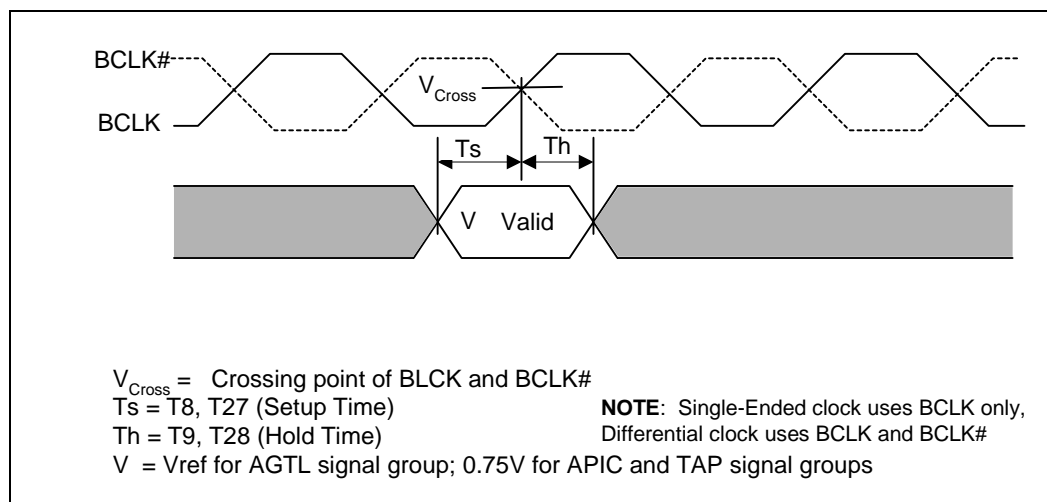 BCLK#
V_Cross
BCLK
Ts Th
V Valid
V_Cross = Crossing point of BLCK and BCLK#
Ts = T8, T27 (Setup Time)
Th = T9, T28 (Hold Time)
V = Vref for AGTL signal group; 0.75V for APIC and TAP signal groups
NOTE: Single-Ended clock uses BCLK only,
Differential clock uses BCLK and BCLK#